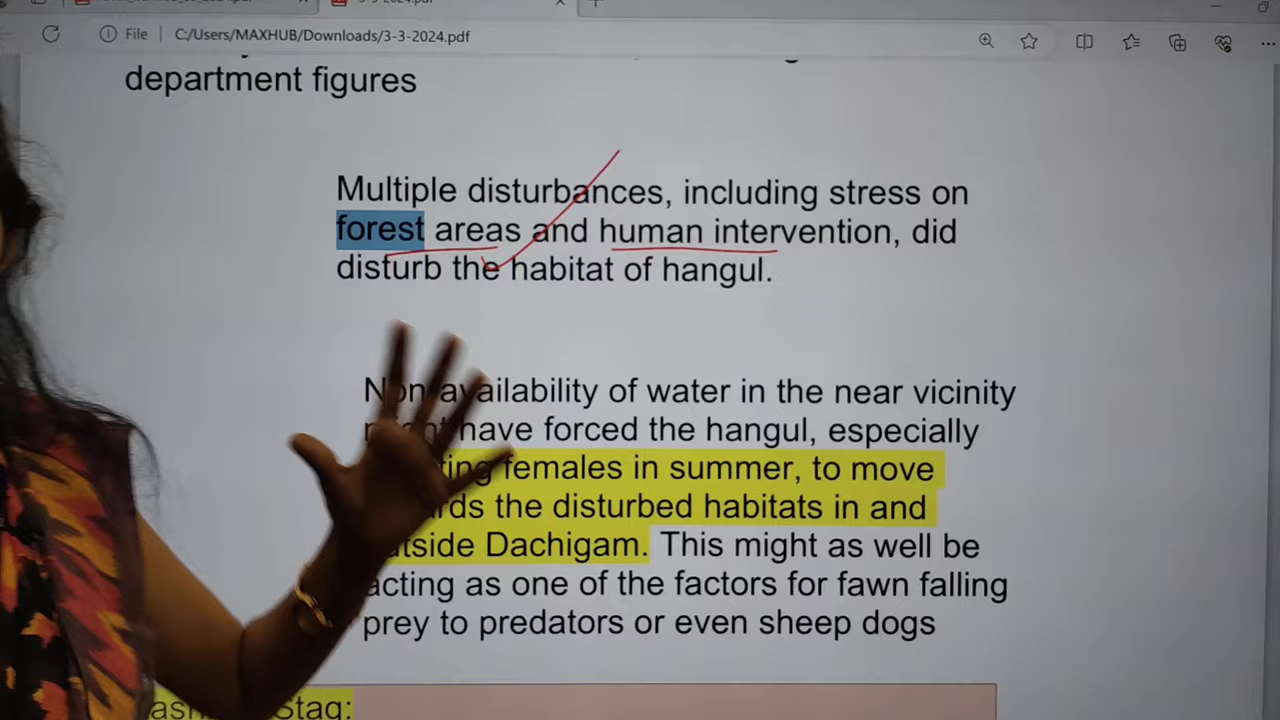 File
C:/Users/MAXHUB/Downloads/3-3-2024.pdf
department figures
Multiple disturbances, including stress on
forest areas and human intervention, did
disturb the habitat of hangul.
availability of water in the near vicinity
have forced the hangul, especially
females in summer, to move
the disturbed habitats in and
Dachigam. This might as well be
acting as one of the factors for fawn falling
prey to predators or even sheep dogs
Stag: